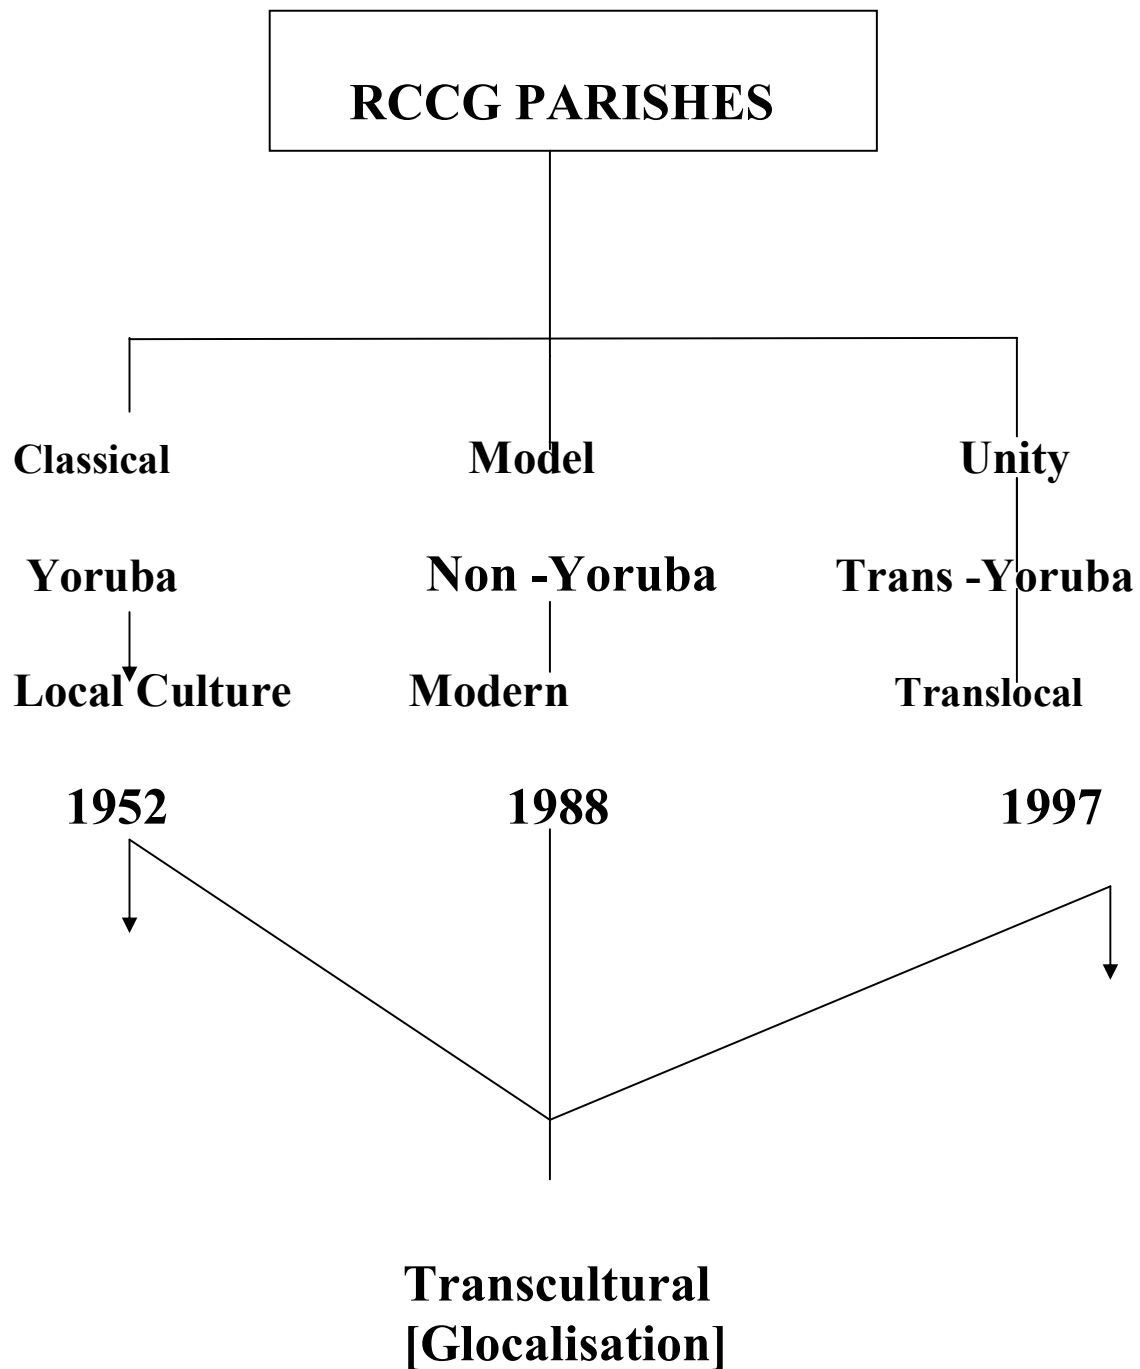 RCCG PARISHES
Classical Model Unity
Yoruba Non -Yoruba Trans -Yoruba
Local Culture Modern Translocal
1952 1988 1997
Transcultural
[Glocalisation]